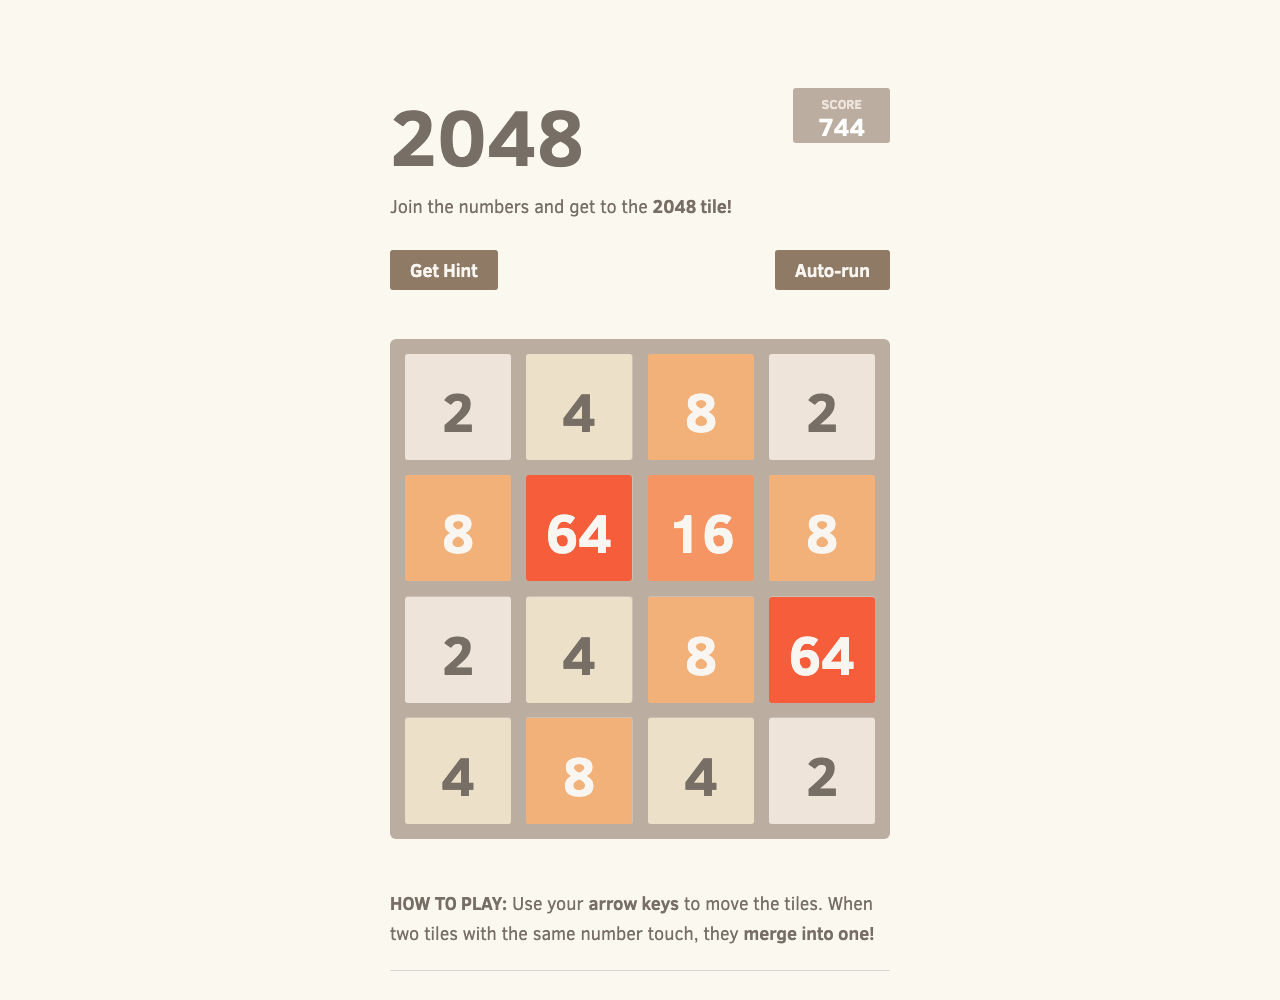 2048
SCORE
744
Join the numbers and get to the 2048 tile!
Get Hint
Auto-run
2 4 8 2
8 64 16 8
2 4 8 64
4 8 4 2
HOW TO PLAY: Use your arrow keys to move the tiles. When
two tiles with the same number touch, they merge into one!